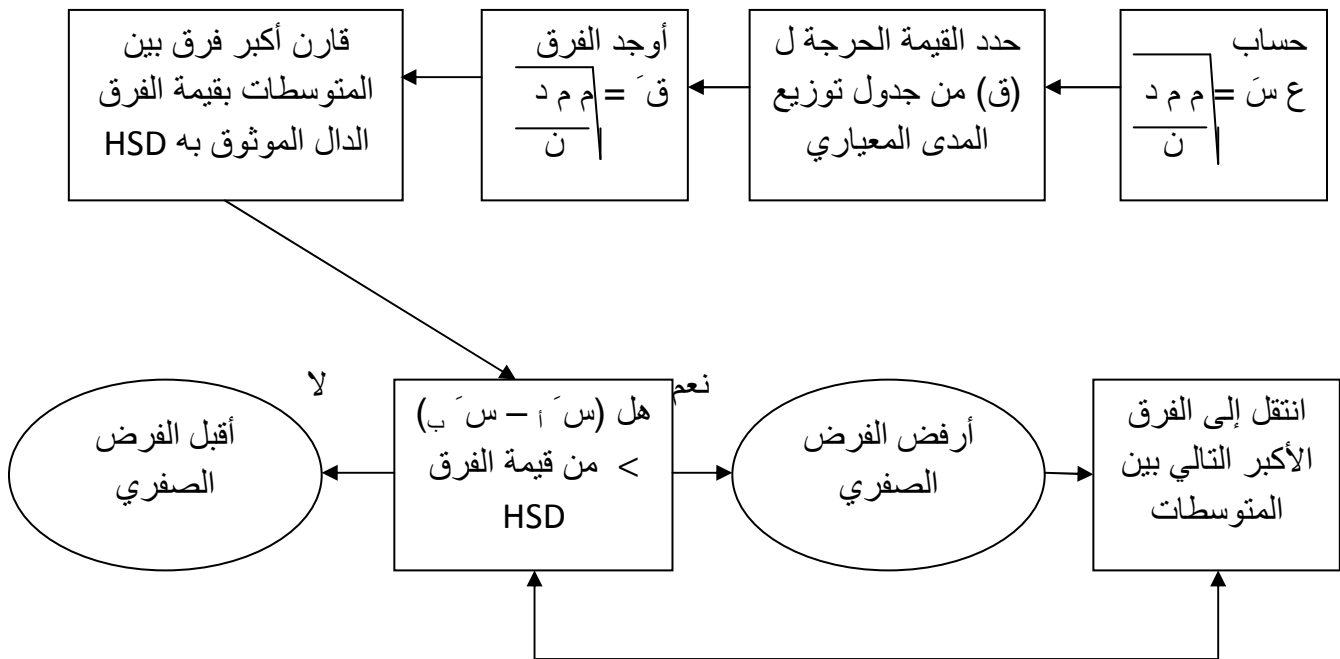 حساب
ع سَ = م م د
ن
حدد القيمة الحرجة ل
(ق) من جدول توزيع
المدى المعياري
أوجد الفرق
قَ = م م د
ن
قارن أكبر فرق بين
المتوسطات بقيمة الفرق
الدال الموثوق به HSD
هل (سَ أ – سَ ب)
> من قيمة الفرق
HSD
لا
أقبل الفرض
الصفري
نعم
أرفض الفرض
الصفري
انتقل إلى الفرق
الأكبر التالي بين
المتوسطات